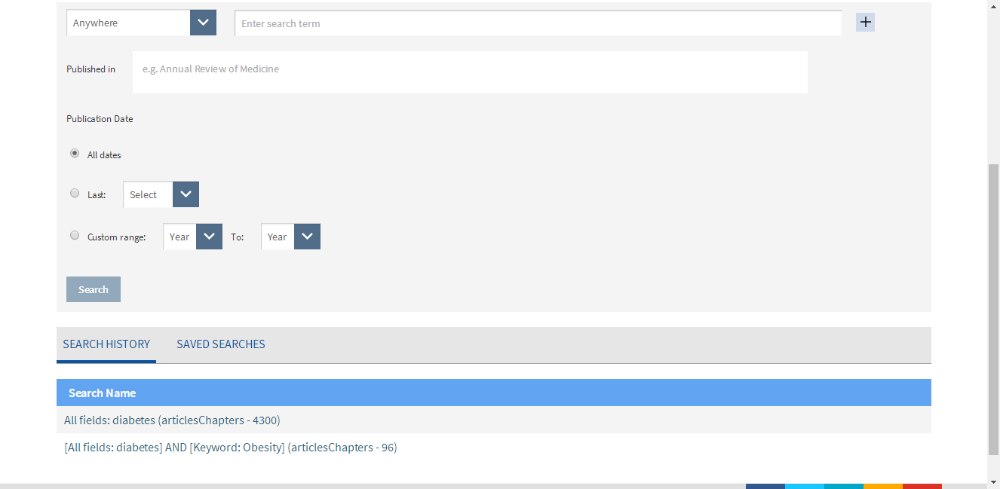 Anywhere Enter search term
Published in e.g. Annual Review of Medicine
Publication Date
All dates
Last: Select
Custom range: Year To: Year
Search
SEARCH HISTORY SAVED SEARCHES
Search Name
All fields: diabetes (articlesChapters - 4300)
[All fields: diabetes] AND [Keyword: Obesity] (articlesChapters - 96)